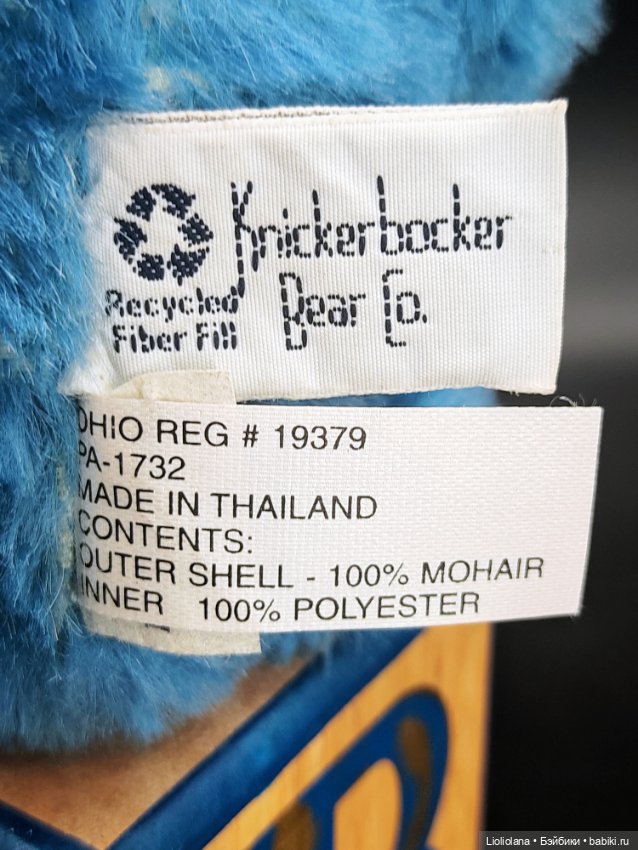 Knickerbocker
Bear Co.
Recycled
Fiber Fill
OHIO REG # 19379
PA-1732
MADE IN THAILAND
CONTENTS:
OUTER SHELL - 100% MOHAIR
INNER 100% POLYESTER
Lioliolana • Бэйбики • babiki.ru